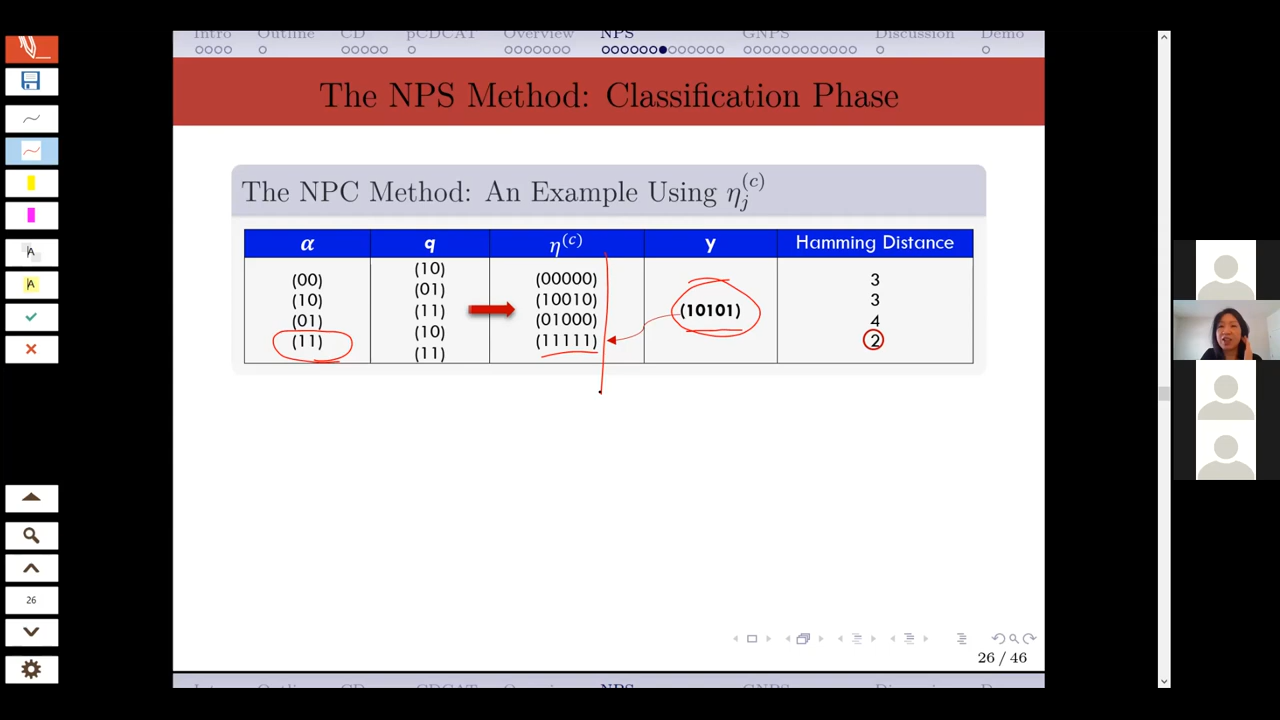 Intro Outline CD pCDCAT Overview NPS GNPS Discussion Demo
The NPS Method: Classification Phase
The NPC Method: An Example Using η_j^(c)
α q η^(c) y Hamming Distance
(00)
(10)
(01)
(11)
(10)
(01)
(11)
(10)
(11)
(00000)
(10010)
(01000)
(11111)
(10101)
3
3
4
2
26 / 46
A
A
26
NPS